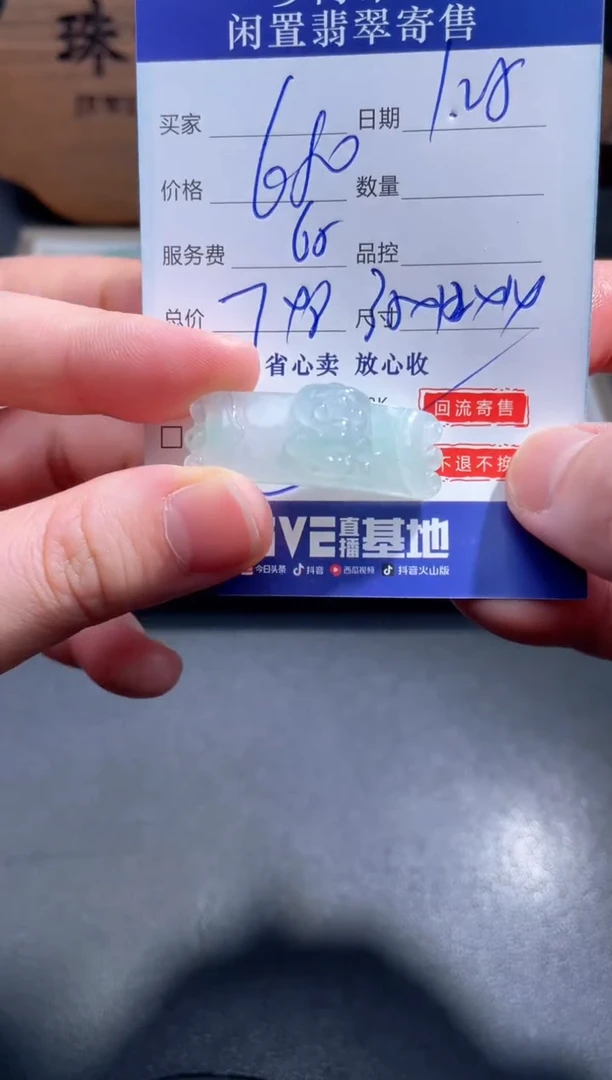 珠
闲置翡翠寄售
买家 日期 1.28
价格 680 数量
服务费 68 品控
总价 748 尺寸
省心卖 放心收
回流寄售
不退不换
直播基地
今日头条 抖音 西瓜视频 抖音火山版